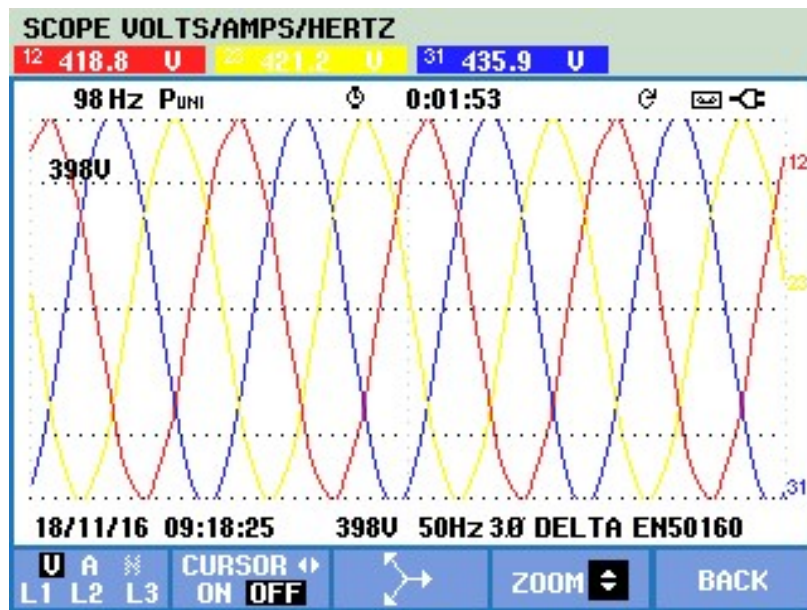 SCOPE VOLTS/AMPS/HERTZ
12 418.8 V 23 421.2 V 31 435.9 V
98 Hz PUNI 0:01:53
398V
12
23
31
18/11/16 09:18:25 398V 50Hz 3Ø DELTA EN50160
V A CURSOR ZOOM BACK
L1 L2 L3 ON OFF